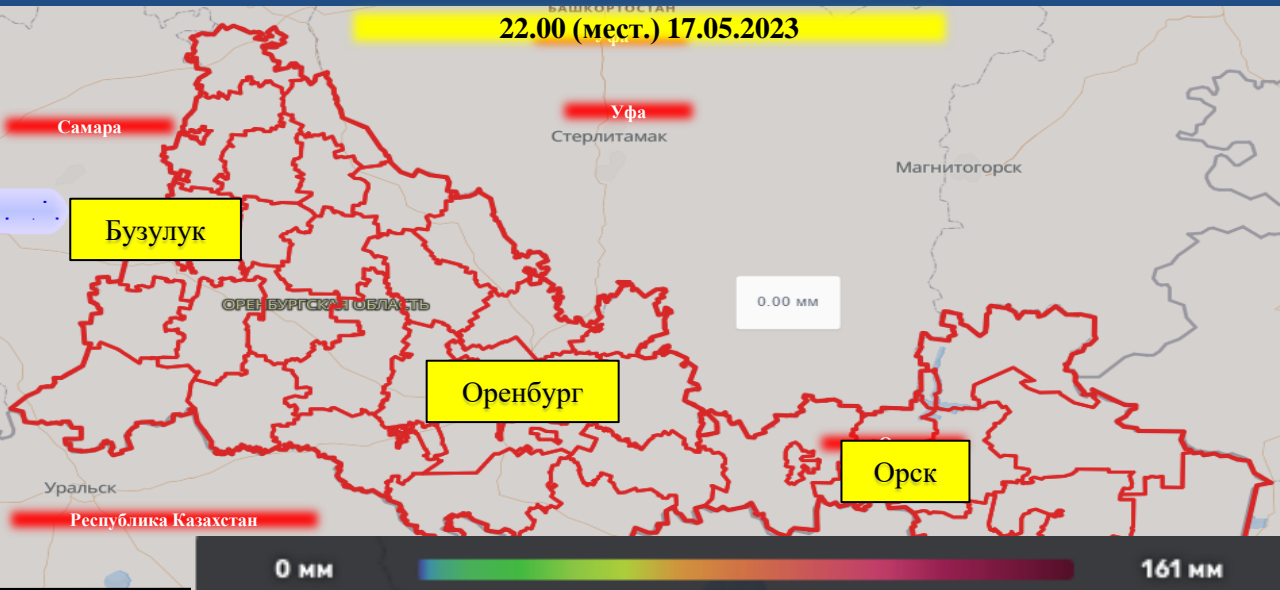 БАШКОРТОСТАН
22.00 (мест.) 17.05.2023
Самара
Уфа
Стерлитамак
Магнитогорск
Бузулук
ОРЕНБУРГСКАЯ ОБЛАСТЬ
0.00 мм
Оренбург
Орск
Уральск
Республика Казахстан
0 мм
161 мм